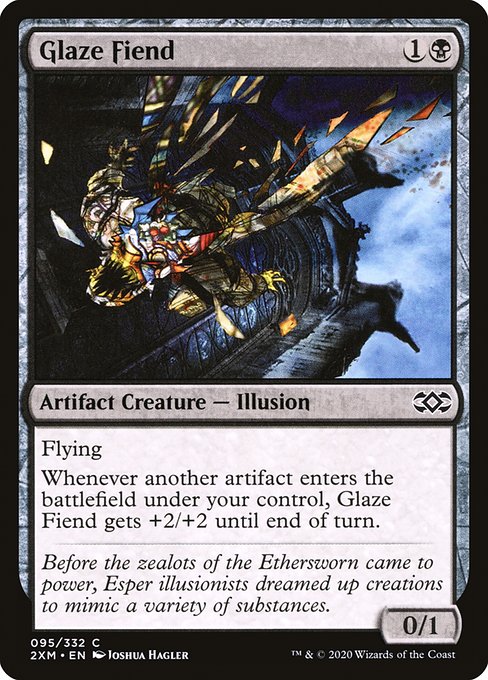 Glaze Fiend 1
Artifact Creature — Illusion
Flying
Whenever another artifact enters the
battlefield under your control, Glaze
Fiend gets +2/+2 until end of turn.
Before the zealots of the Ethersworn came to
power, Esper illusionists dreamed up creations
to mimic a variety of substances.
0/1
095/332 C
2XM • EN Joshua Hagler
™ & © 2020 Wizards of the Coast